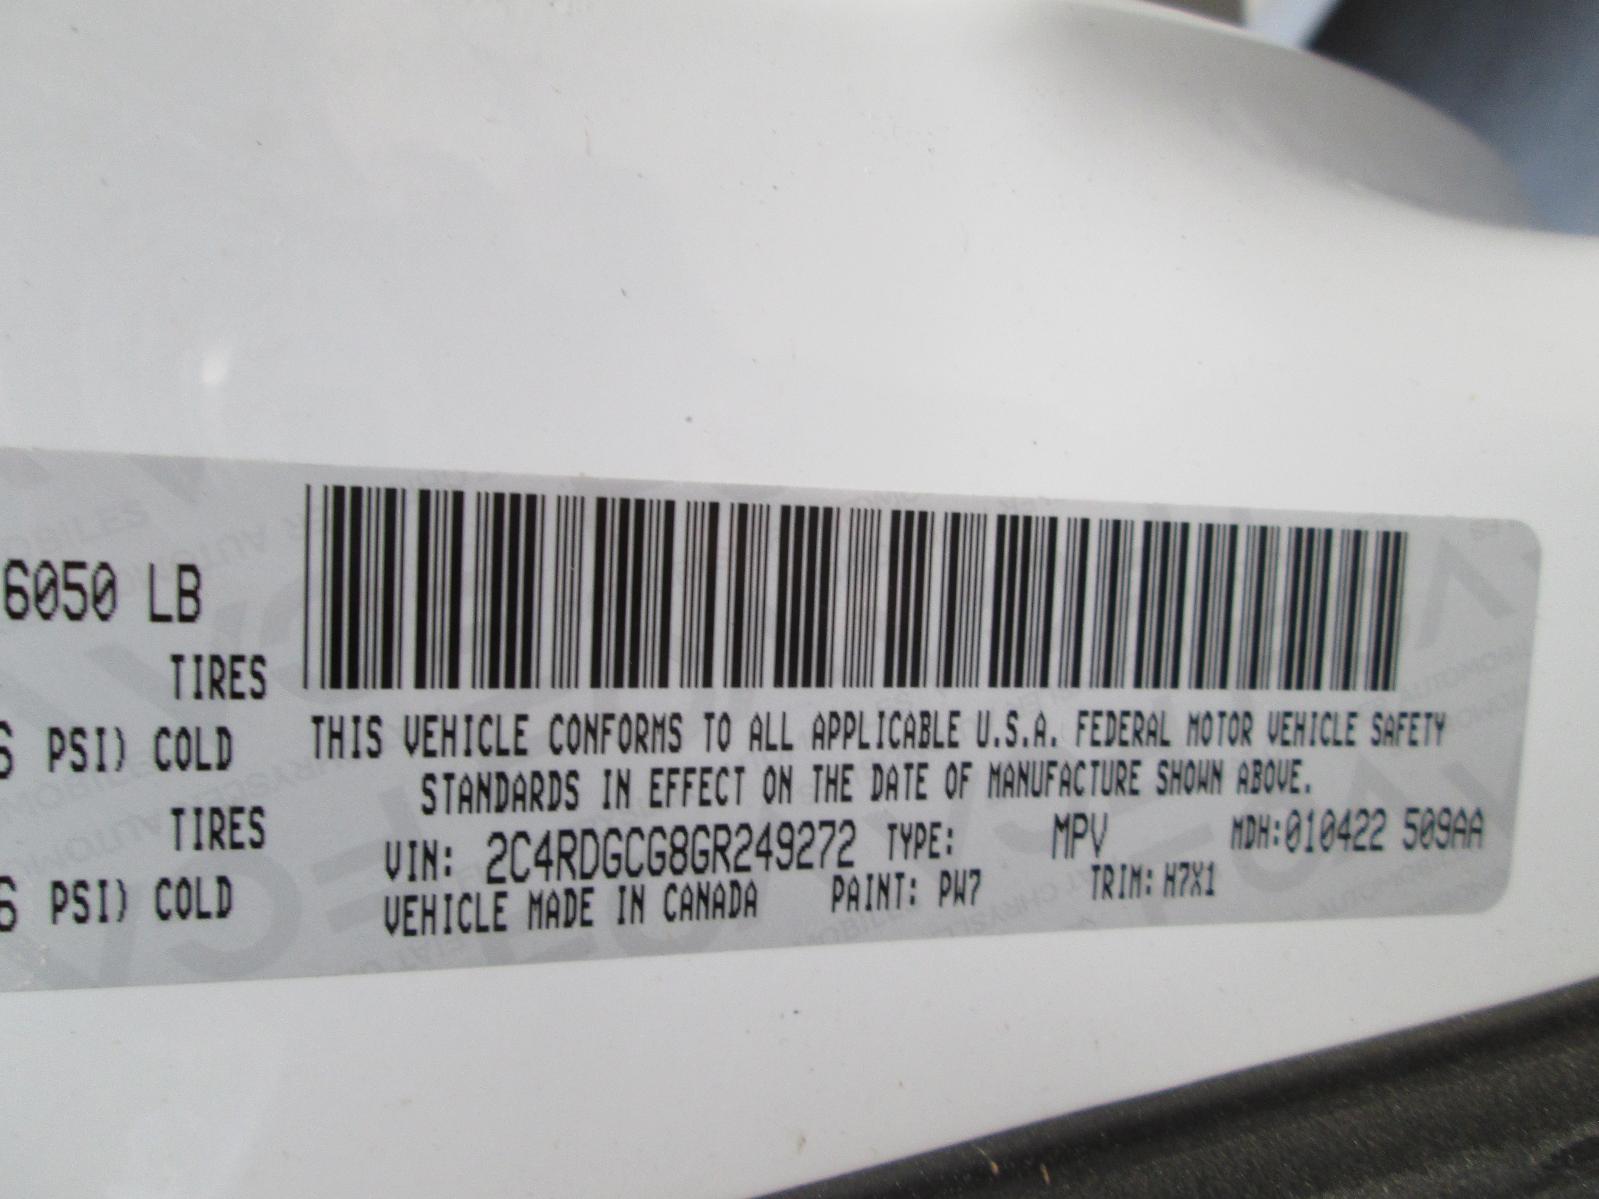 6050 LB
TIRES
PSI) COLD
TIRES
PSI) COLD
THIS VEHICLE CONFORMS TO ALL APPLICABLE U.S.A. FEDERAL MOTOR VEHICLE SAFETY
STANDARDS IN EFFECT ON THE DATE OF MANUFACTURE SHOWN ABOVE.
VIN: 2C4RDGCG8GR249272 TYPE: MPV MDH:010422 509AA
VEHICLE MADE IN CANADA PAINT: PW7 TRIM: H7X1